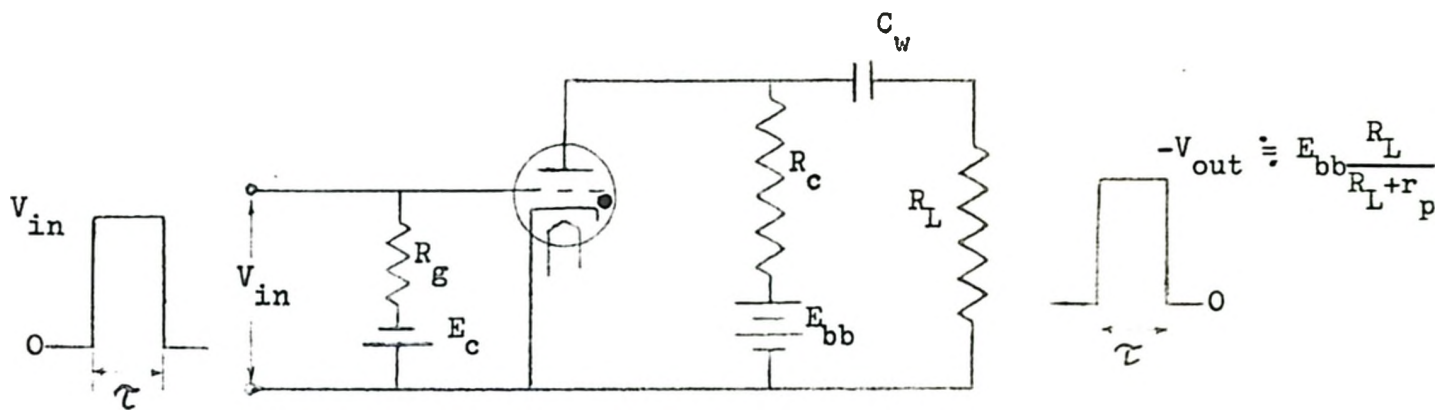 C_w
-V_out ≑ E_bb R_L / (R_L + r_p)
R_c
R_L
V_in
V_in
R_g
E_c
E_bb
0
0
τ
τ